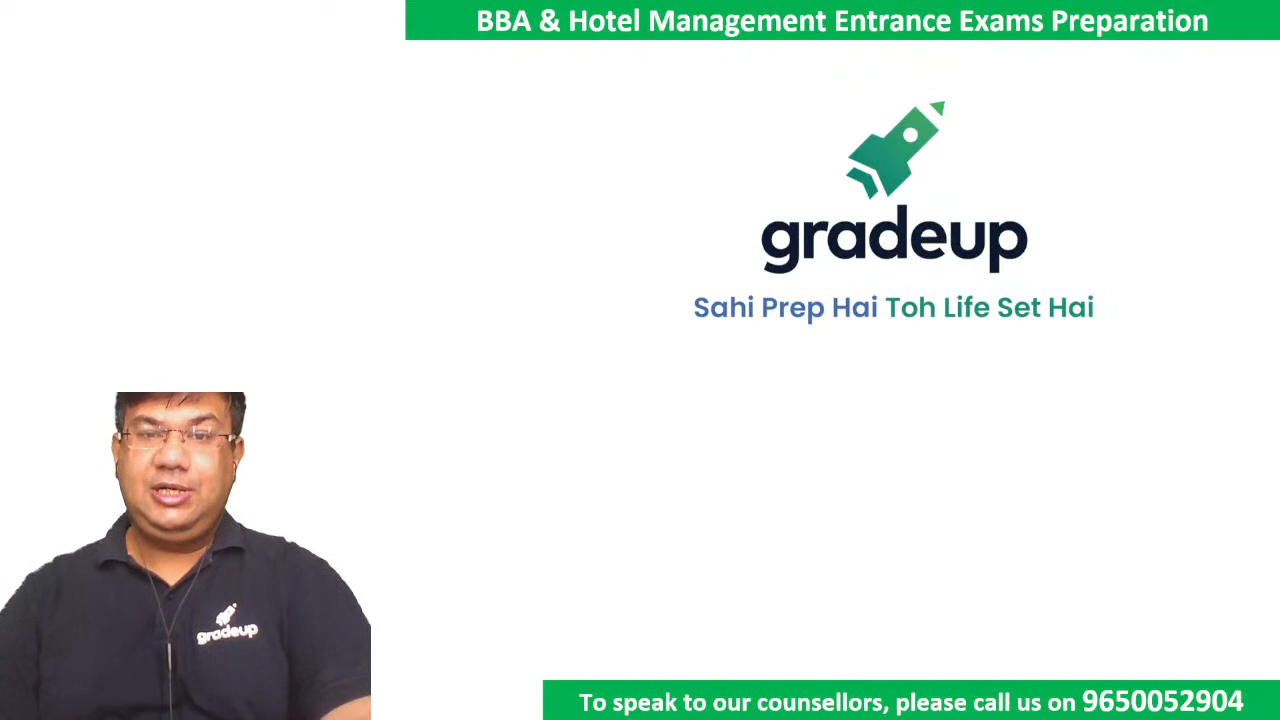 BBA & Hotel Management Entrance Exams Preparation
gradeup
Sahi Prep Hai Toh Life Set Hai
gradeup
To speak to our counsellors, please call us on 9650052904